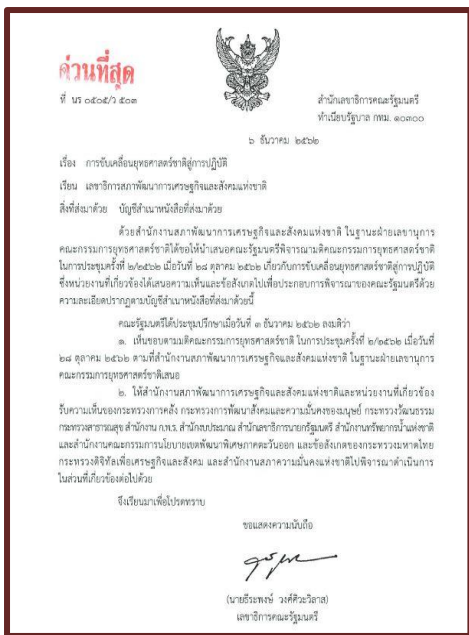 ด่วนที่สุด
ที่ นร ๐๕๐๕/ว ๕๐๓
สำนักเลขาธิการคณะรัฐมนตรี
ทำเนียบรัฐบาล กทม. ๑๐๓๐๐
๖ ธันวาคม ๒๕๖๒
เรื่อง การขับเคลื่อนยุทธศาสตร์ชาติสู่การปฏิบัติ
เรียน เลขาธิการสภาพัฒนาการเศรษฐกิจและสังคมแห่งชาติ
สิ่งที่ส่งมาด้วย บัญชีสำเนาหนังสือที่ส่งมาด้วย
ด้วยสำนักงานสภาพัฒนาการเศรษฐกิจและสังคมแห่งชาติ ในฐานะฝ่ายเลขานุการ
คณะกรรมการยุทธศาสตร์ชาติได้ขอให้นำเสนอคณะรัฐมนตรีพิจารณามติคณะกรรมการยุทธศาสตร์ชาติ
ในการประชุมครั้งที่ ๒/๒๕๖๒ เมื่อวันที่ ๒๘ ตุลาคม ๒๕๖๒ เกี่ยวกับการขับเคลื่อนยุทธศาสตร์ชาติสู่การปฏิบัติ
ซึ่งหน่วยงานที่เกี่ยวข้องได้เสนอความเห็นและข้อสังเกตไปเพื่อประกอบการพิจารณาของคณะรัฐมนตรีด้วย
ความละเอียดปรากฏตามบัญชีสำเนาหนังสือที่ส่งมาด้วยนี้
คณะรัฐมนตรีได้ประชุมปรึกษาเมื่อวันที่ ๓ ธันวาคม ๒๕๖๒ ลงมติว่า
๑. เห็นชอบตามมติคณะกรรมการยุทธศาสตร์ชาติ ในการประชุมครั้งที่ ๒/๒๕๖๒ เมื่อวันที่
๒๘ ตุลาคม ๒๕๖๒ ตามที่สำนักงานสภาพัฒนาการเศรษฐกิจและสังคมแห่งชาติ ในฐานะฝ่ายเลขานุการ
คณะกรรมการยุทธศาสตร์ชาติเสนอ
๒. ให้สำนักงานสภาพัฒนาการเศรษฐกิจและสังคมแห่งชาติและหน่วยงานที่เกี่ยวข้อง
รับความเห็นของกระทรวงการคลัง กระทรวงการพัฒนาสังคมและความมั่นคงของมนุษย์ กระทรวงวัฒนธรรม
กระทรวงสาธารณสุข สำนักงาน ก.พ.ร. สำนักงบประมาณ สำนักเลขาธิการนายกรัฐมนตรี สำนักงานทรัพยากรน้ำแห่งชาติ
และสำนักงานคณะกรรมการนโยบายเขตพัฒนาพิเศษภาคตะวันออก และข้อสังเกตของกระทรวงมหาดไทย
กระทรวงดิจิทัลเพื่อเศรษฐกิจและสังคม และสำนักงานสภาความมั่นคงแห่งชาติไปพิจารณาดำเนินการ
ในส่วนที่เกี่ยวข้องต่อไปด้วย
จึงเรียนมาเพื่อโปรดทราบ
ขอแสดงความนับถือ
(นายธีระพงษ์ วงศ์ศิวะวิลาส)
เลขาธิการคณะรัฐมนตรี